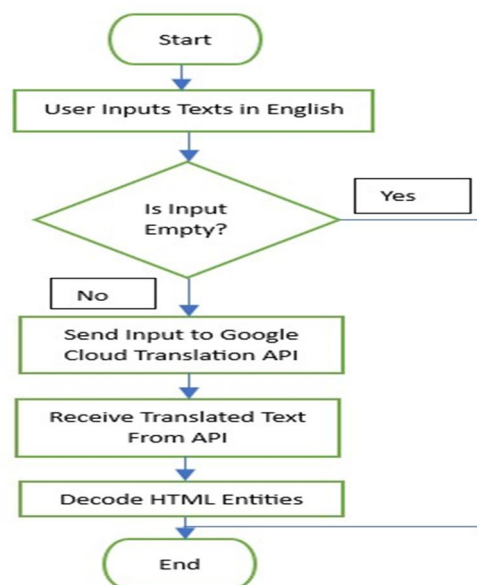 Start
User Inputs Texts in English
Is Input
Empty?
Yes
No
Send Input to Google
Cloud Translation API
Receive Translated Text
From API
Decode HTML Entities
End